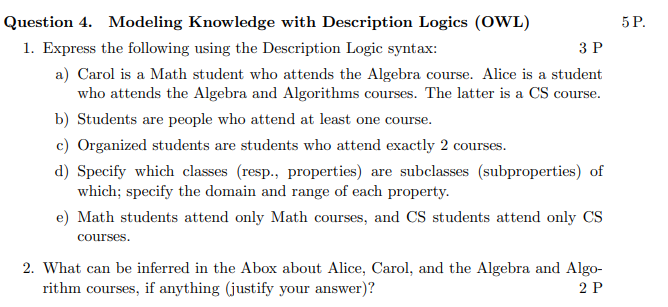 Question 4. Modeling Knowledge with Description Logics (OWL) 5 P.
1. Express the following using the Description Logic syntax: 3 P
a) Carol is a Math student who attends the Algebra course. Alice is a student
who attends the Algebra and Algorithms courses. The latter is a CS course.
b) Students are people who attend at least one course.
c) Organized students are students who attend exactly 2 courses.
d) Specify which classes (resp., properties) are subclasses (subproperties) of
which; specify the domain and range of each property.
e) Math students attend only Math courses, and CS students attend only CS
courses.
2. What can be inferred in the Abox about Alice, Carol, and the Algebra and Algo-
rithm courses, if anything (justify your answer)? 2 P